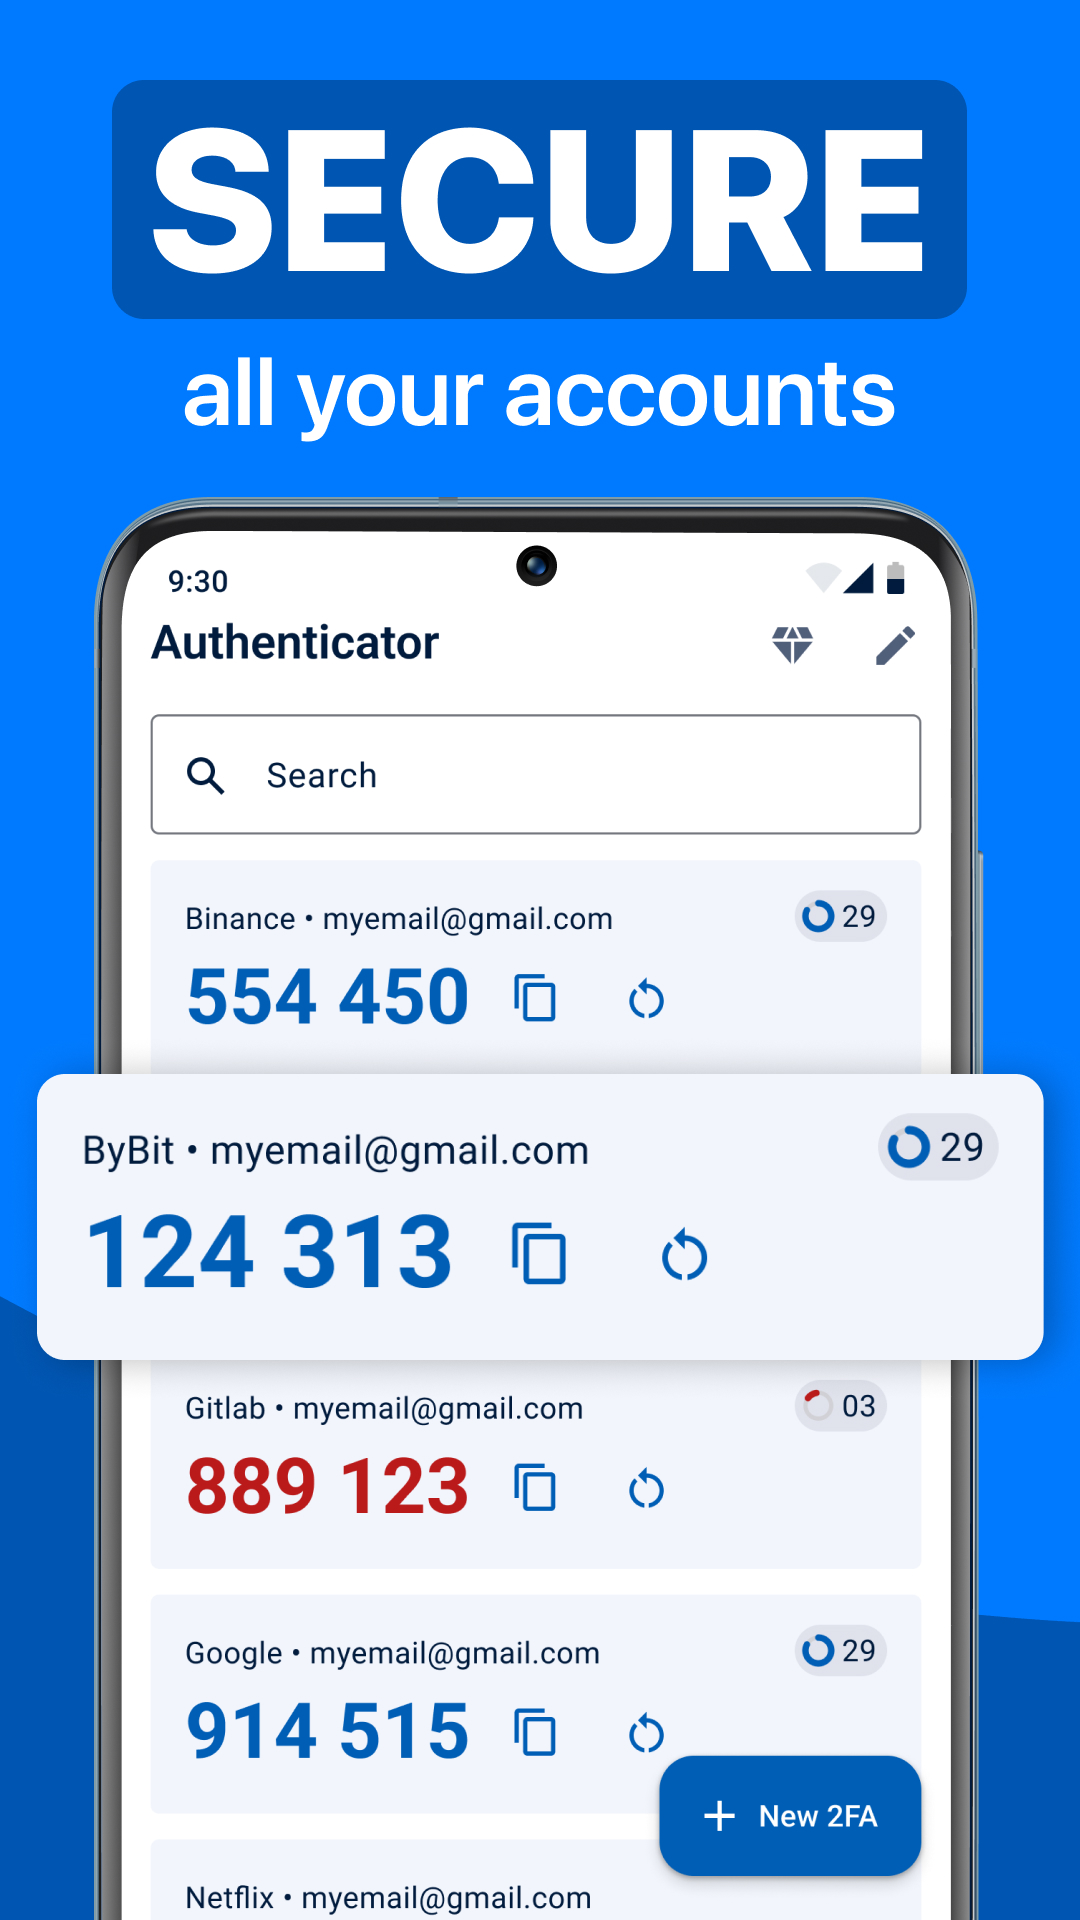 SECURE
all your accounts
9:30
Authenticator
Search
Binance • myemail@gmail.com 29
554 450
ByBit • myemail@gmail.com 29
124 313
Gitlab • myemail@gmail.com 03
889 123
Google • myemail@gmail.com 29
914 515
+ New 2FA
Netflix • myemail@gmail.com